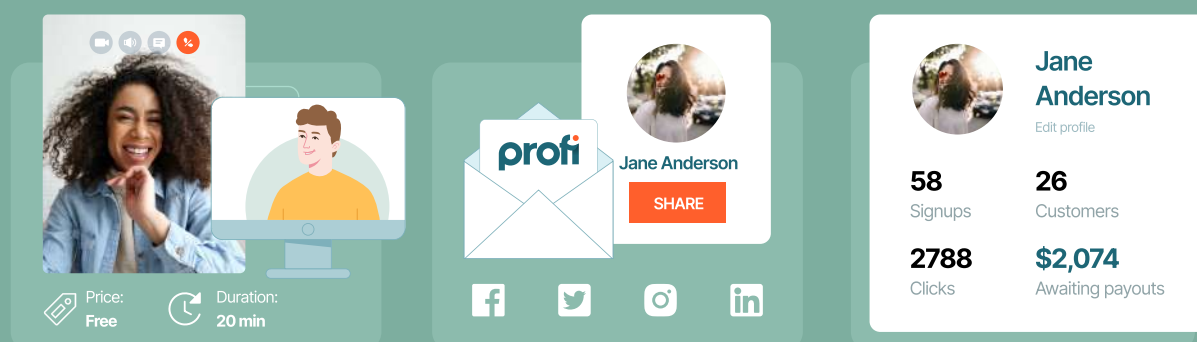 Price:
Free
Duration:
20 min
profi
Jane Anderson
SHARE
Jane
Anderson
Edit profile
58
Signups
26
Customers
2788
Clicks
$2,074
Awaiting payouts